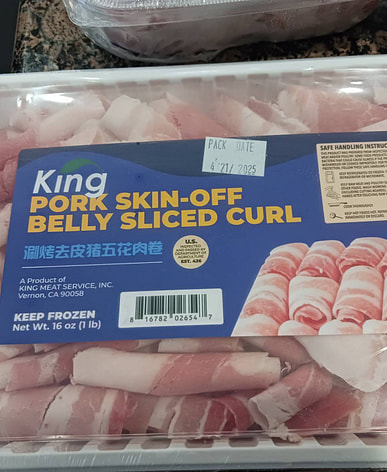 PACK DATE
4/21/2025
King
PORK SKIN-OFF
BELLY SLICED CURL
涮烤去皮猪五花肉卷
U.S.
INSPECTED
AND PASSED BY
DEPARTMENT OF
AGRICULTURE
EST. 436
A Product of
KING MEAT SERVICE, INC.
Vernon, CA 90058
KEEP FROZEN
Net Wt. 16 oz (1 lb)
8 16782 02654 7
SAFE HANDLING INSTRUC